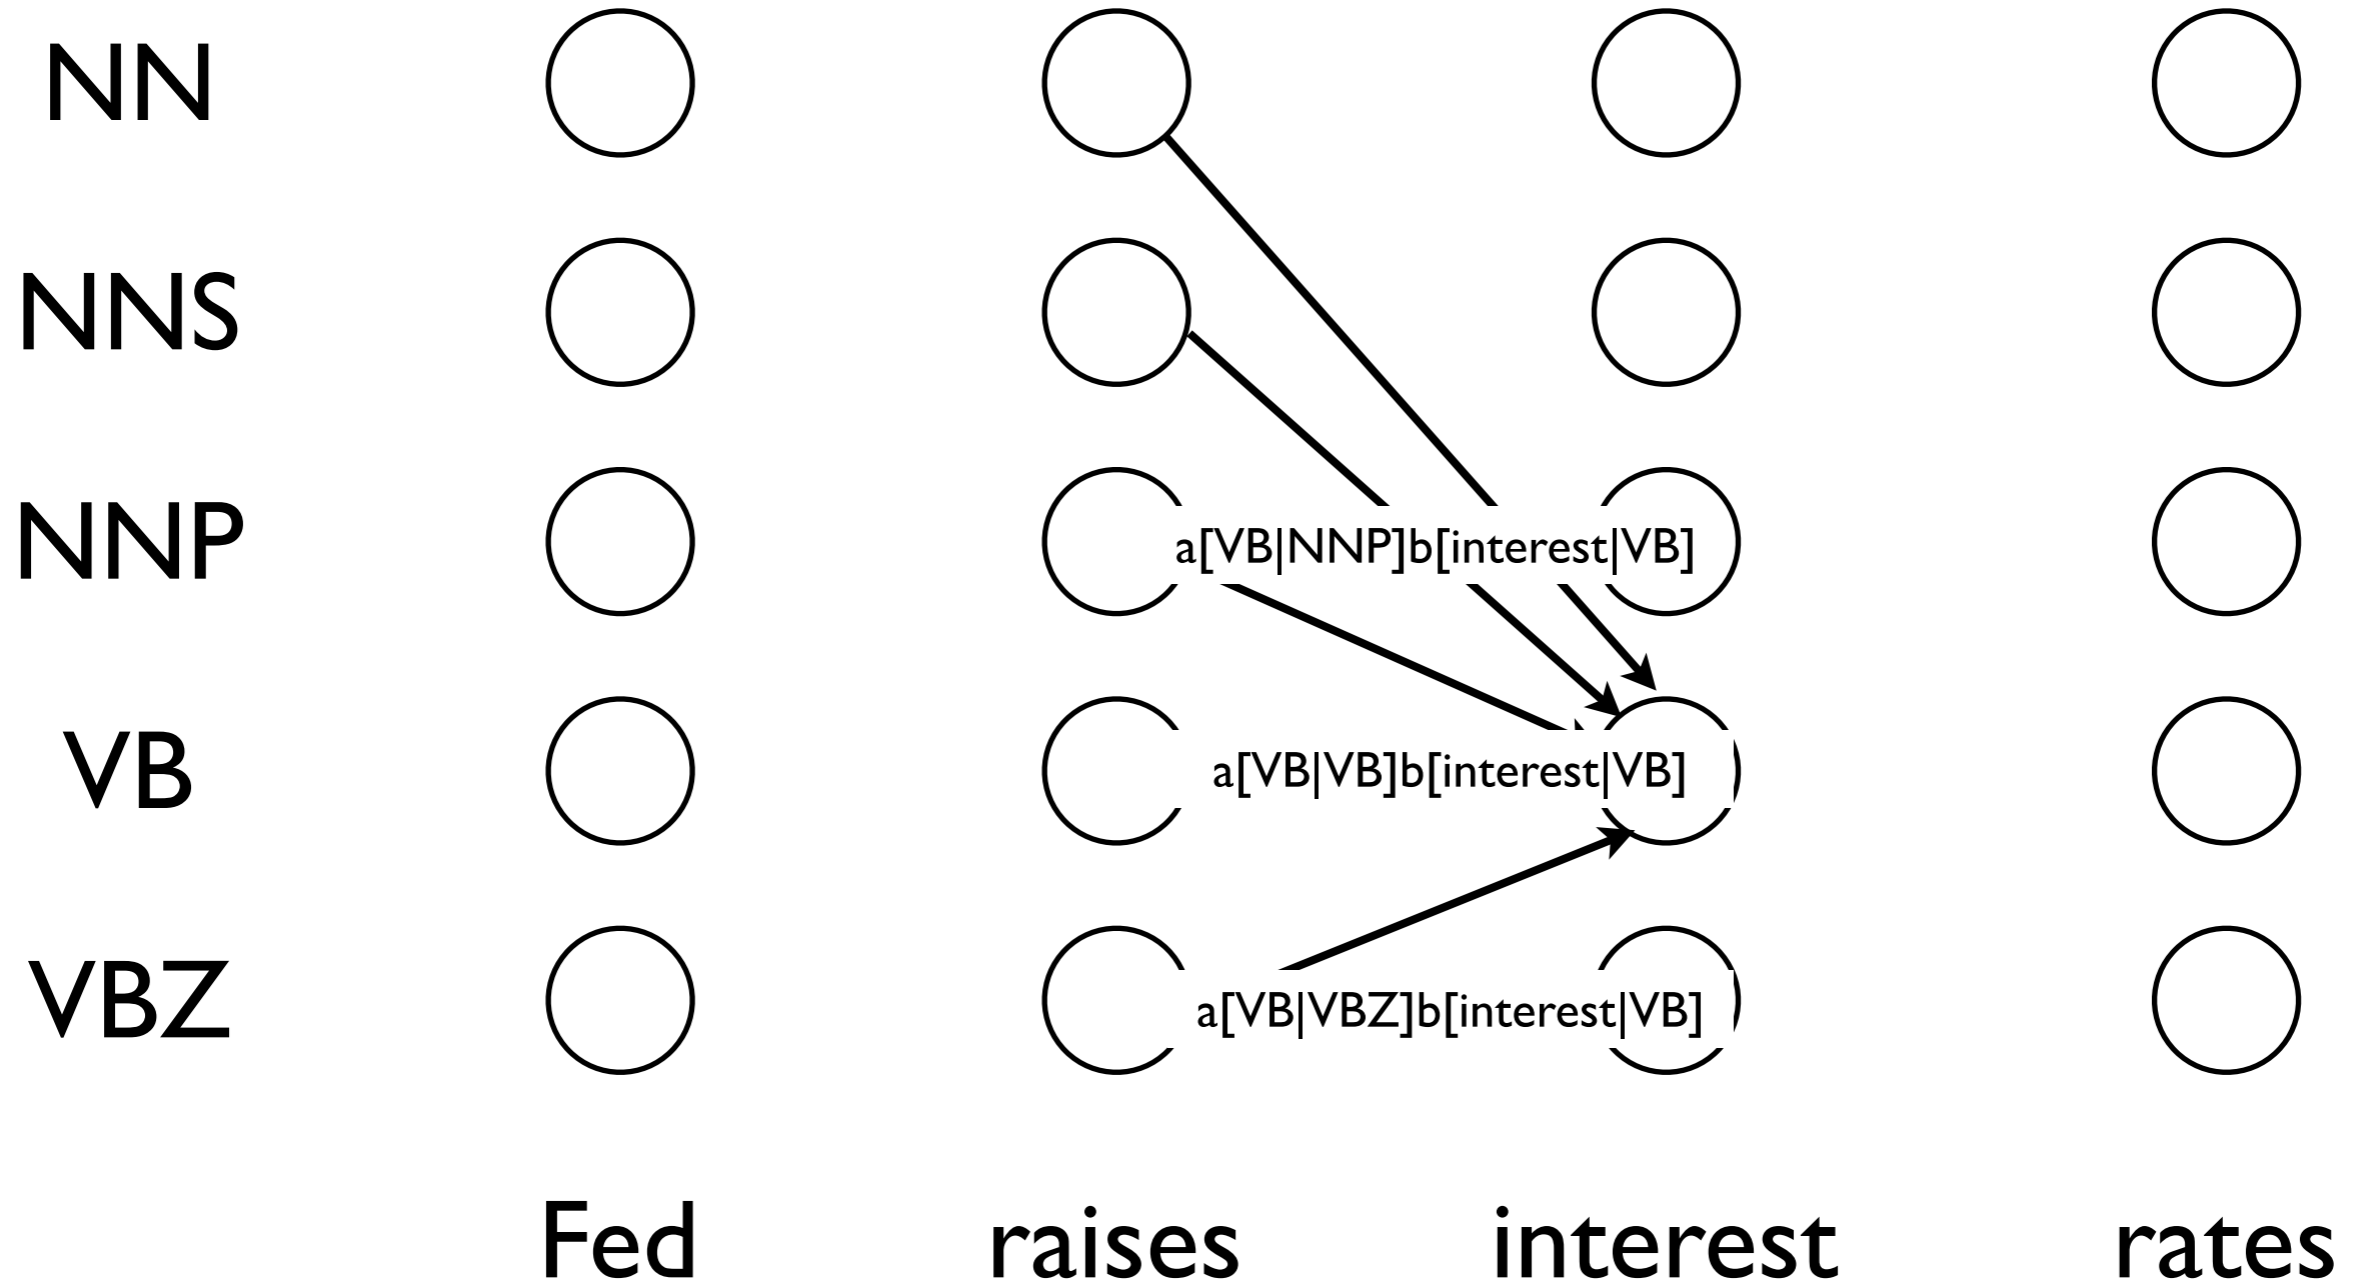 NN
NNS
NNP
a[VB|NNP]b[interest|VB]
VB
a[VB|VB]b[interest|VB]
VBZ
a[VB|VBZ]b[interest|VB]
Fed raises interest rates